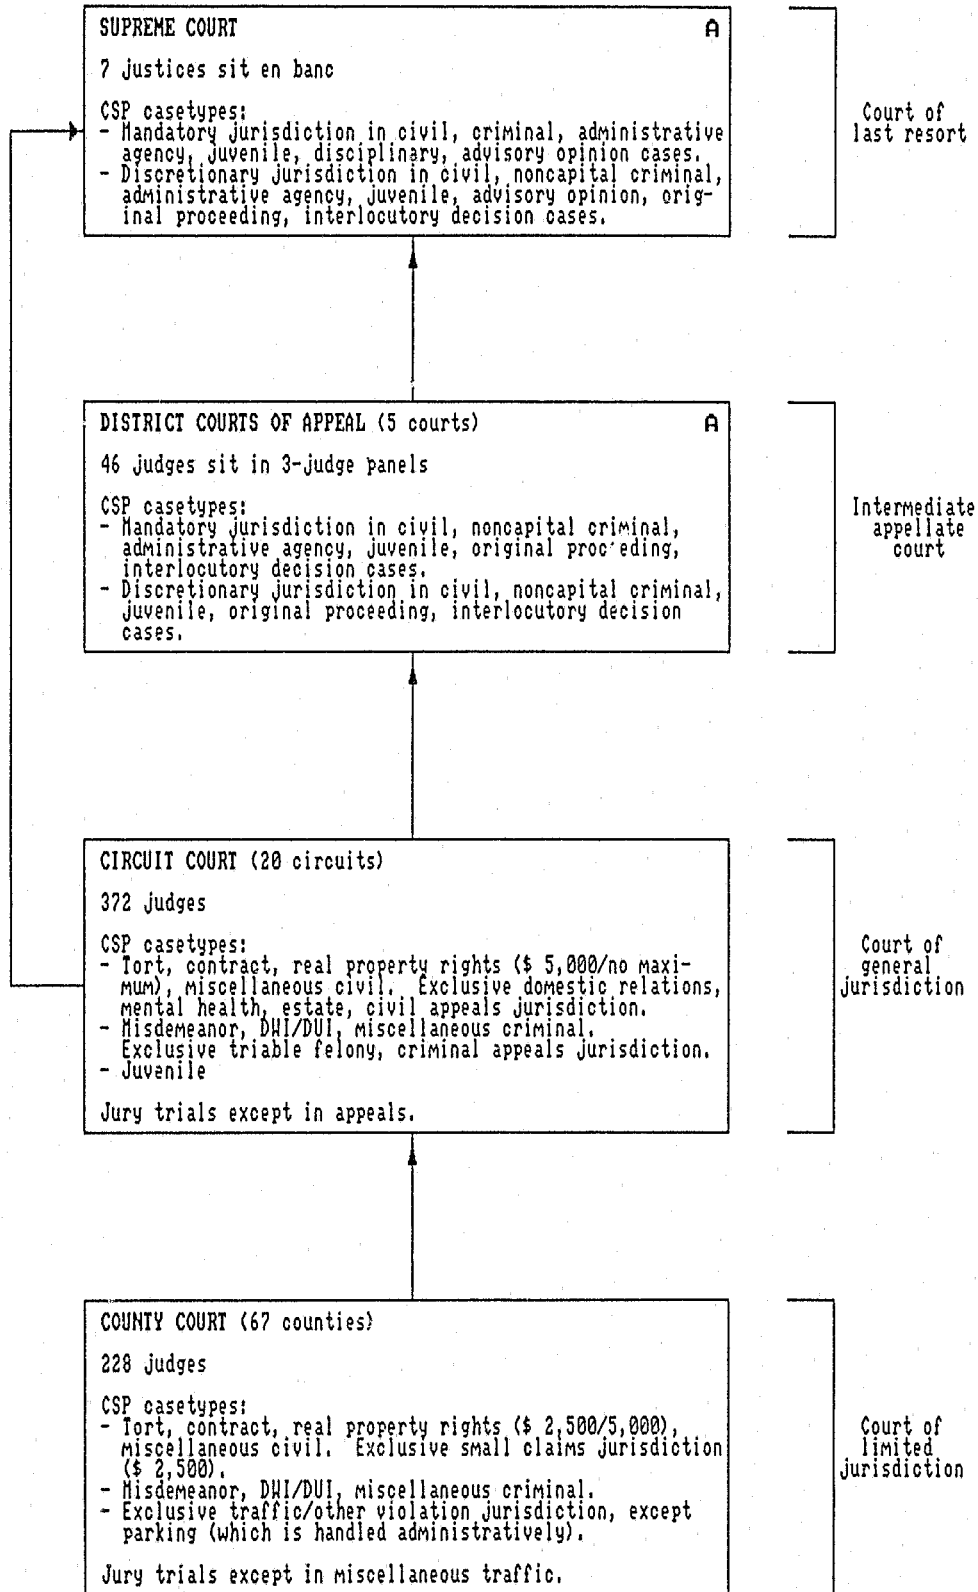 SUPREME COURT A
7 justices sit en banc
CSP casetypes:
- Mandatory jurisdiction in civil, criminal, administrative
agency, juvenile, disciplinary, advisory opinion cases.
- Discretionary jurisdiction in civil, noncapital criminal,
administrative agency, juvenile, advisory opinion, orig-
inal proceeding, interlocutory decision cases.
Court of
last resort
DISTRICT COURTS OF APPEAL (5 courts) A
46 judges sit in 3-judge panels
CSP casetypes:
- Mandatory jurisdiction in civil, noncapital criminal,
administrative agency, juvenile, original proceeding,
interlocutory decision cases.
- Discretionary jurisdiction in civil, noncapital criminal,
juvenile, original proceeding, interlocutory decision
cases.
Intermediate
appellate
court
CIRCUIT COURT (20 circuits)
372 judges
CSP casetypes:
- Tort, contract, real property rights ($ 5,000/no maxi-
mum), miscellaneous civil. Exclusive domestic relations,
mental health, estate, civil appeals jurisdiction.
- Misdemeanor, DWI/DUI, miscellaneous criminal.
Exclusive triable felony, criminal appeals jurisdiction.
- Juvenile
Jury trials except in appeals.
Court of
general
jurisdiction
COUNTY COURT (67 counties)
228 judges
CSP casetypes:
- Tort, contract, real property rights ($ 2,500/5,000),
miscellaneous civil. Exclusive small claims jurisdiction
($ 2,500).
- Misdemeanor, DWI/DUI, miscellaneous criminal.
- Exclusive traffic/other violation jurisdiction, except
parking (which is handled administratively).
Jury trials except in miscellaneous traffic.
Court of
limited
jurisdiction